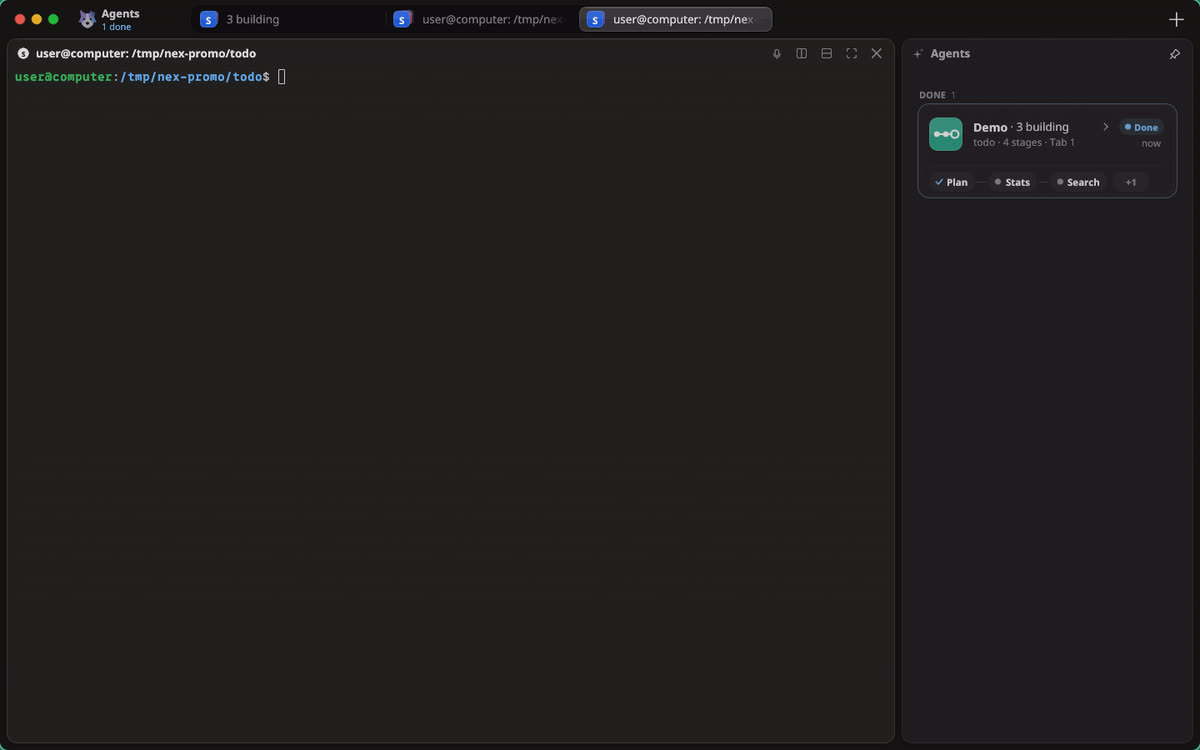 Agents
1 done
3 building
user@computer: /tmp/nex
user@computer: /tmp/nex-
user@computer: /tmp/nex-promo/todo
user@computer:/tmp/nex-promo/todo$
Agents
DONE 1
Demo · 3 building
Done
todo · 4 stages · Tab 1
now
Plan
Stats
Search
+1